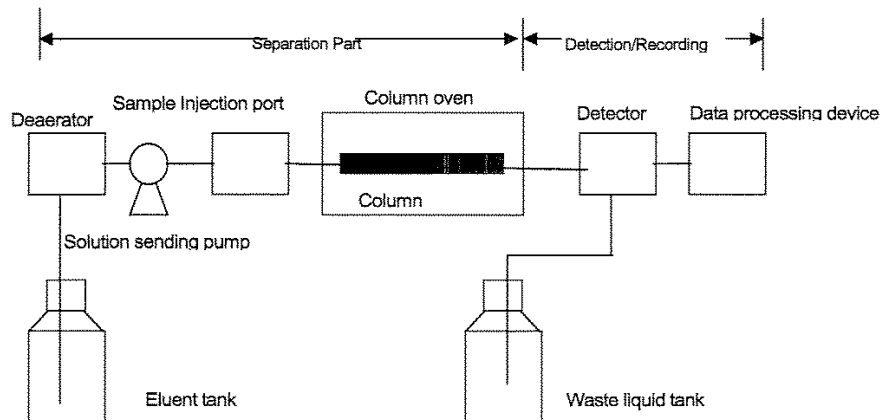 Separation Part
Detection/Recording
Sample Injection port
Column oven
Deaerator
Detector
Data processing device
Column
Solution sending pump
Eluent tank
Waste liquid tank